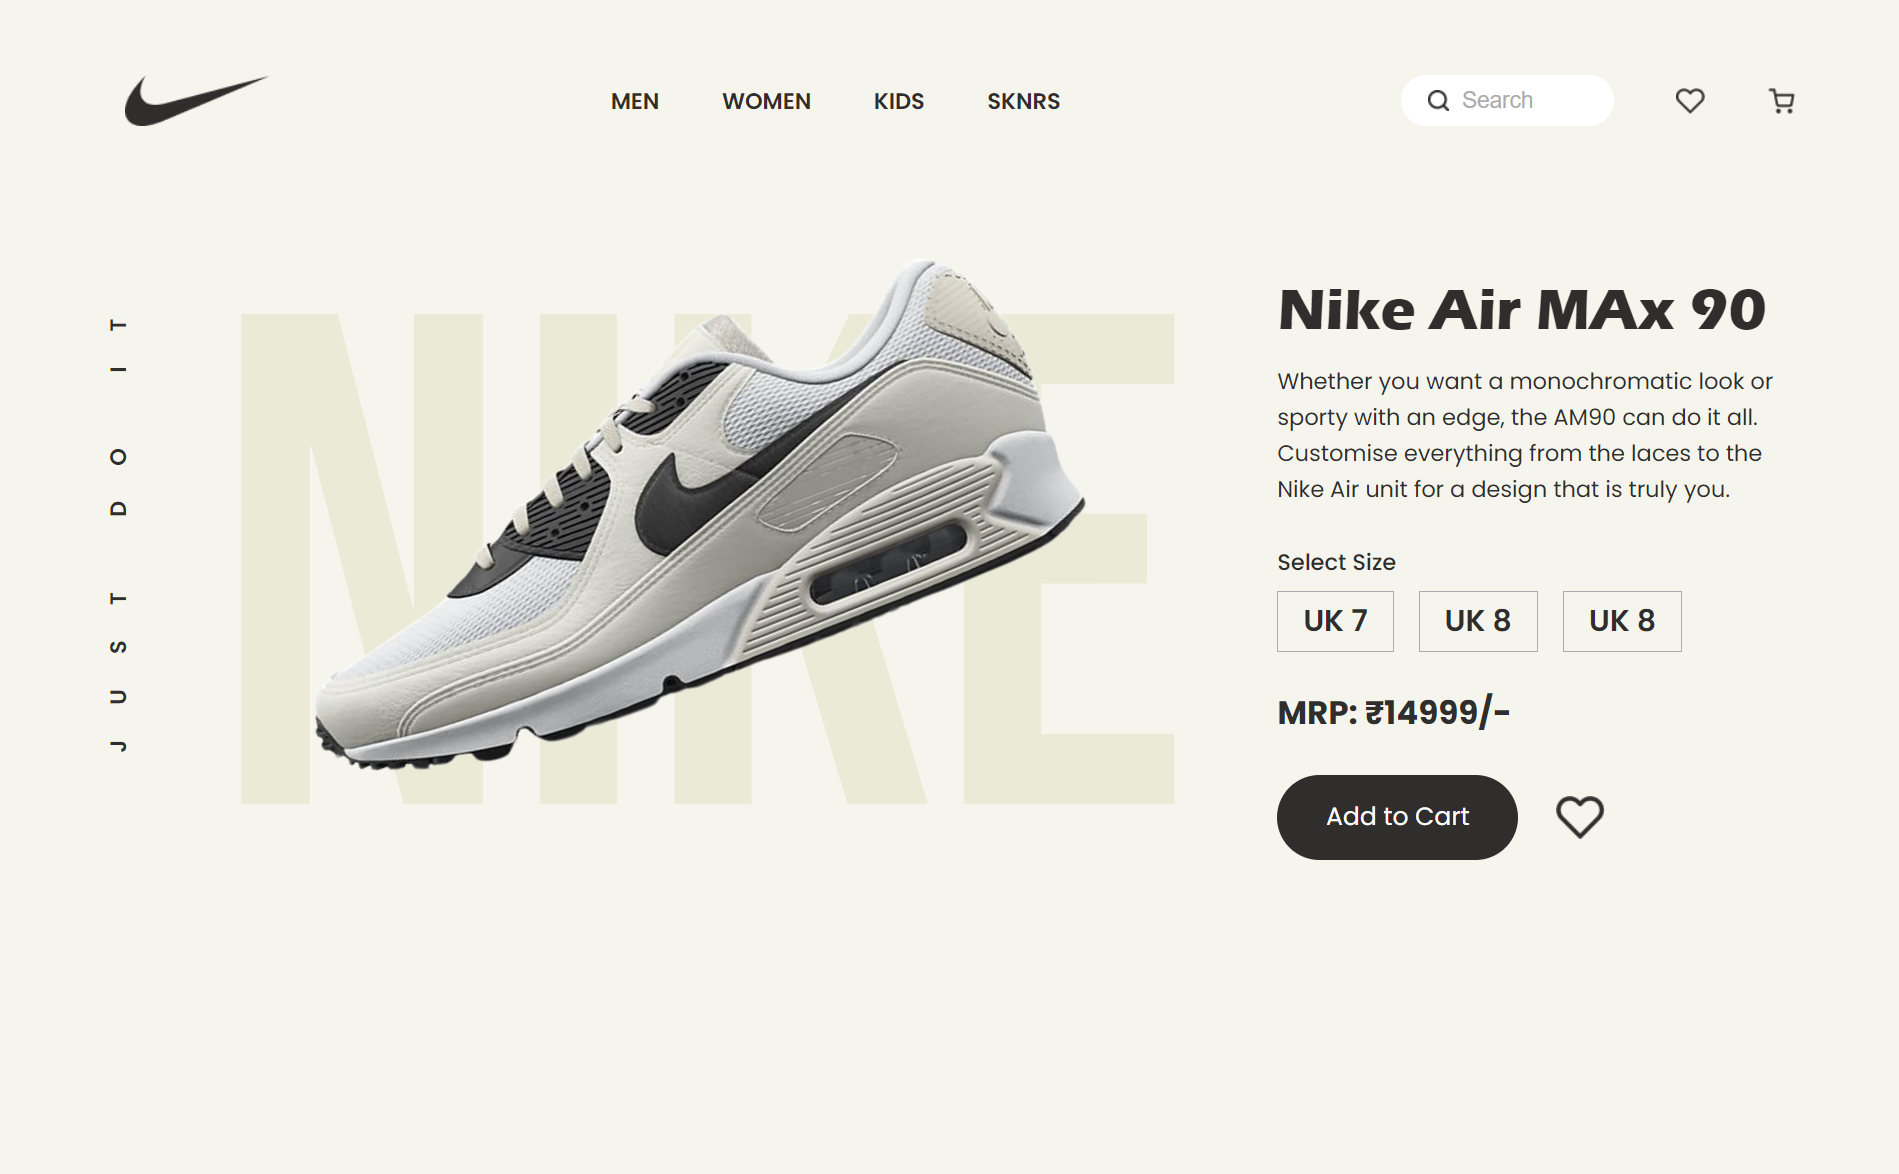 MEN WOMEN KIDS SKNRS Search
JUST DO IT
NIKE
Nike Air MAx 90
Whether you want a monochromatic look or
sporty with an edge, the AM90 can do it all.
Customise everything from the laces to the
Nike Air unit for a design that is truly you.
Select Size
UK 7 UK 8 UK 8
MRP: ₹14999/-
Add to Cart